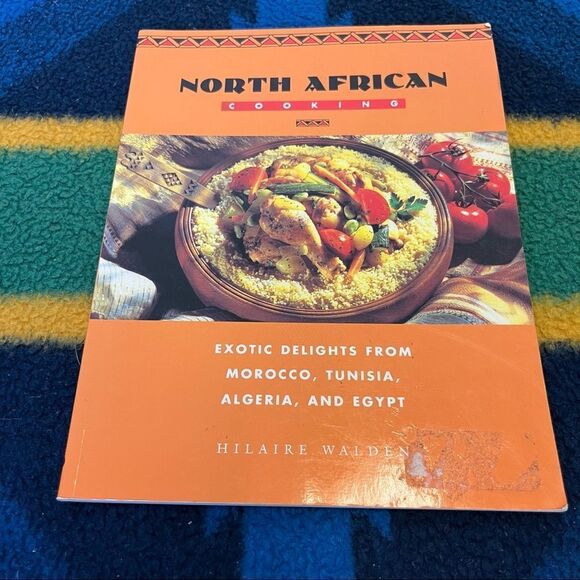 NORTH AFRICAN
COOKING
EXOTIC DELIGHTS FROM
MOROCCO, TUNISIA,
ALGERIA, AND EGYPT
HILAIRE WALDEN